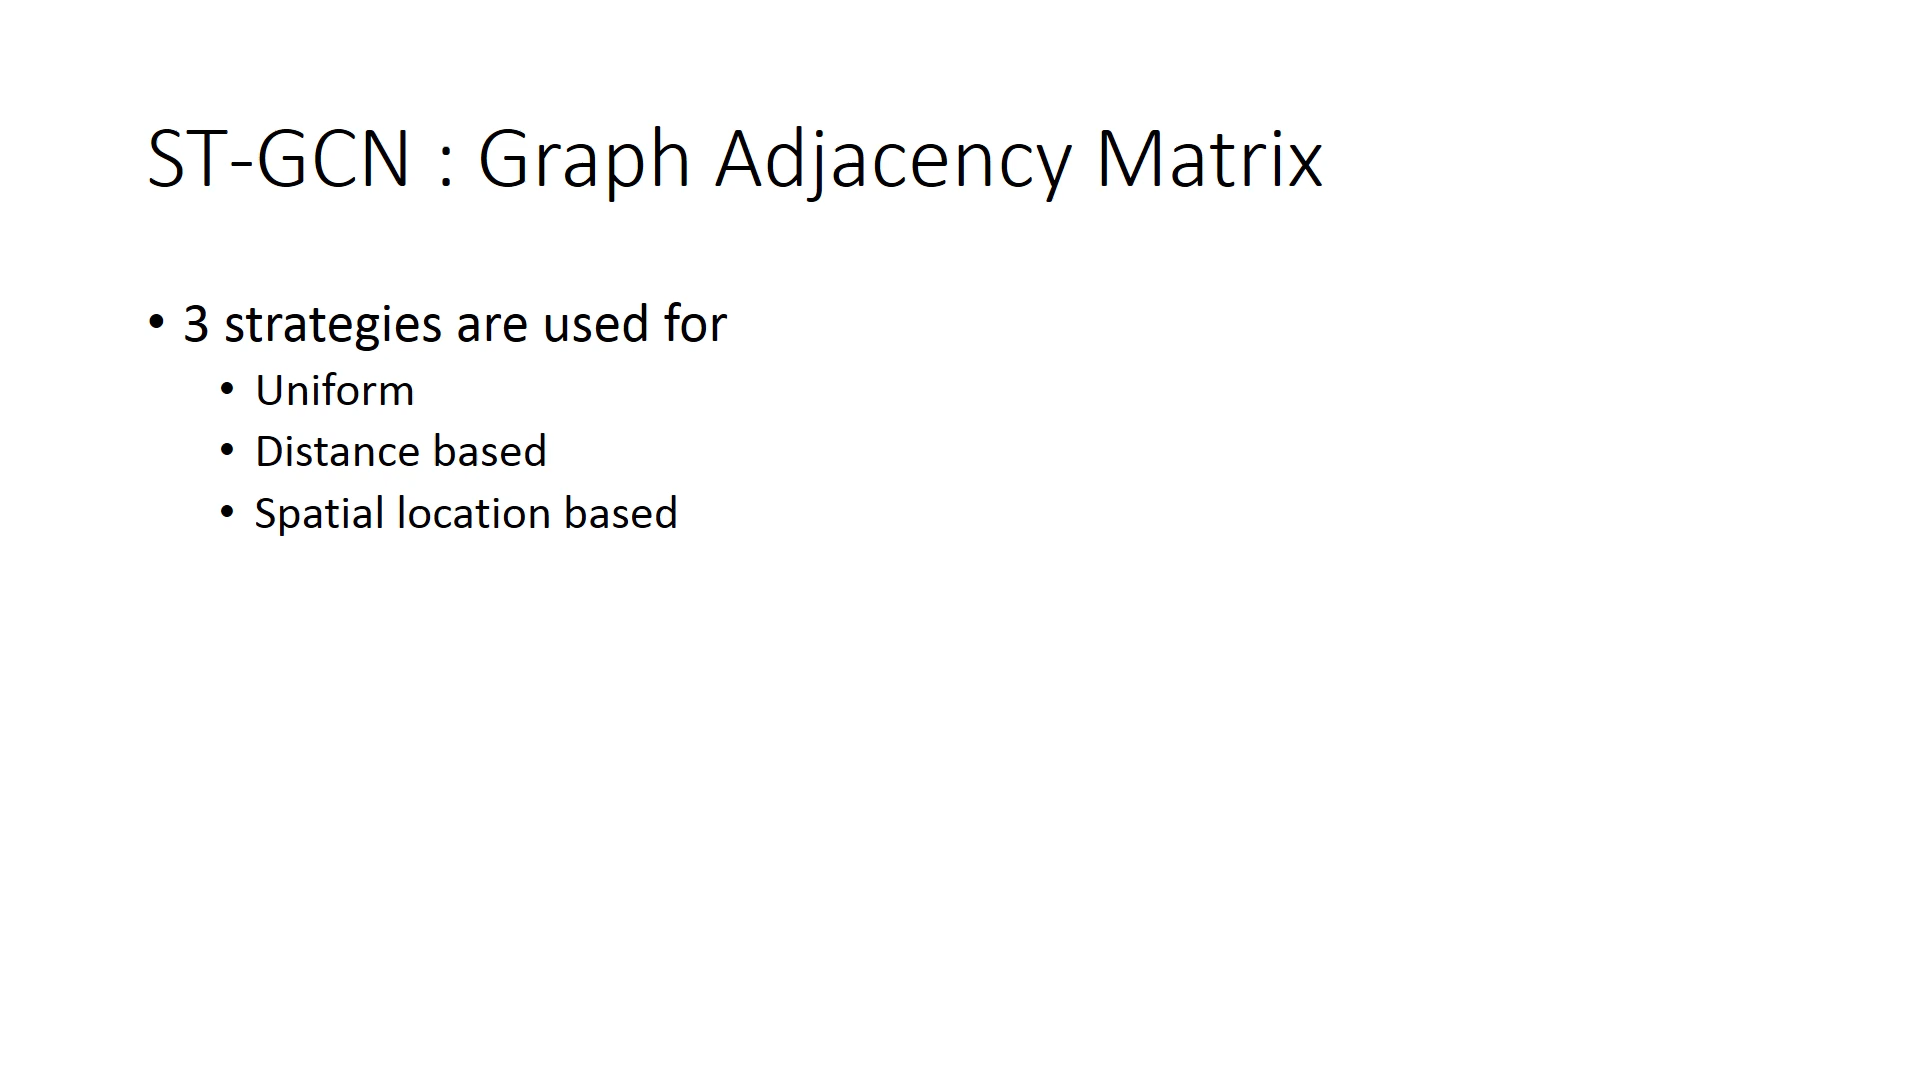 ST-GCN : Graph Adjacency Matrix
• 3 strategies are used for
• Uniform
• Distance based
• Spatial location based